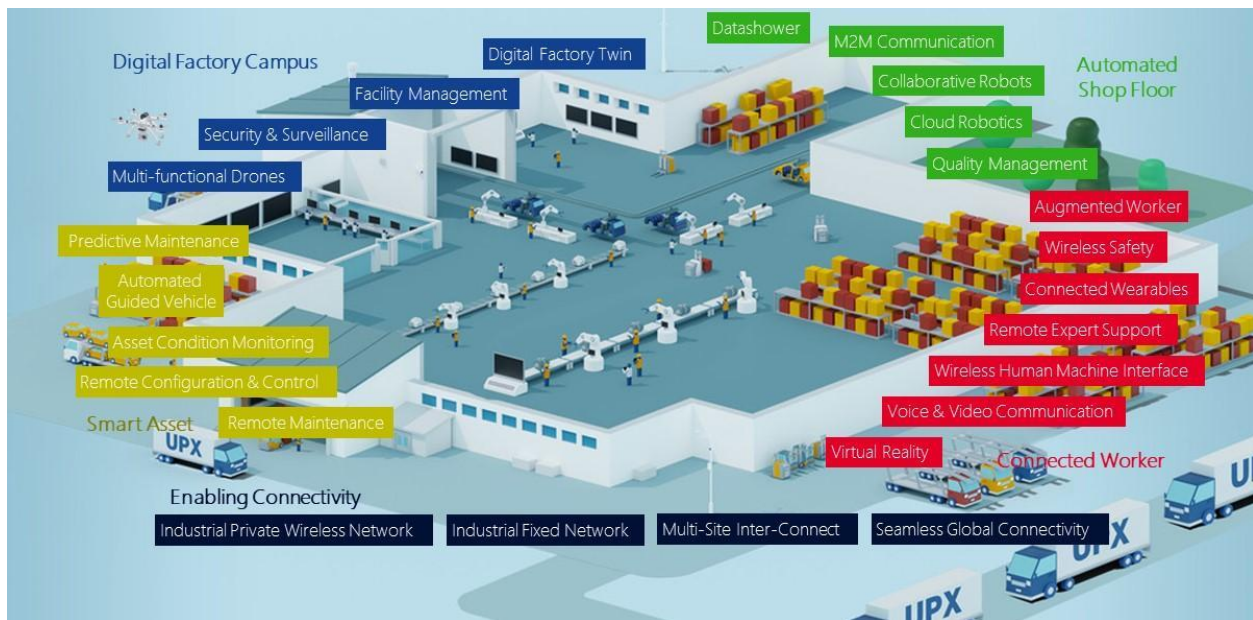 Datashower
Digital Factory Twin
M2M Communication
Digital Factory Campus
Automated
Shop Floor
Facility Management
Collaborative Robots
Cloud Robotics
Security & Surveillance
Quality Management
Multi-functional Drones
Augmented Worker
Predictive Maintenance
Wireless Safety
Automated
Guided Vehicle
Connected Wearables
Asset Condition Monitoring
Remote Expert Support
Remote Configuration & Control
Wireless Human Machine Interface
Smart Asset
Remote Maintenance
Voice & Video Communication
UPX
Virtual Reality
Connected Worker
UPX
Enabling Connectivity
Industrial Private Wireless Network
Industrial Fixed Network
Multi-Site Inter-Connect
Seamless Global Connectivity
UPX
UPX